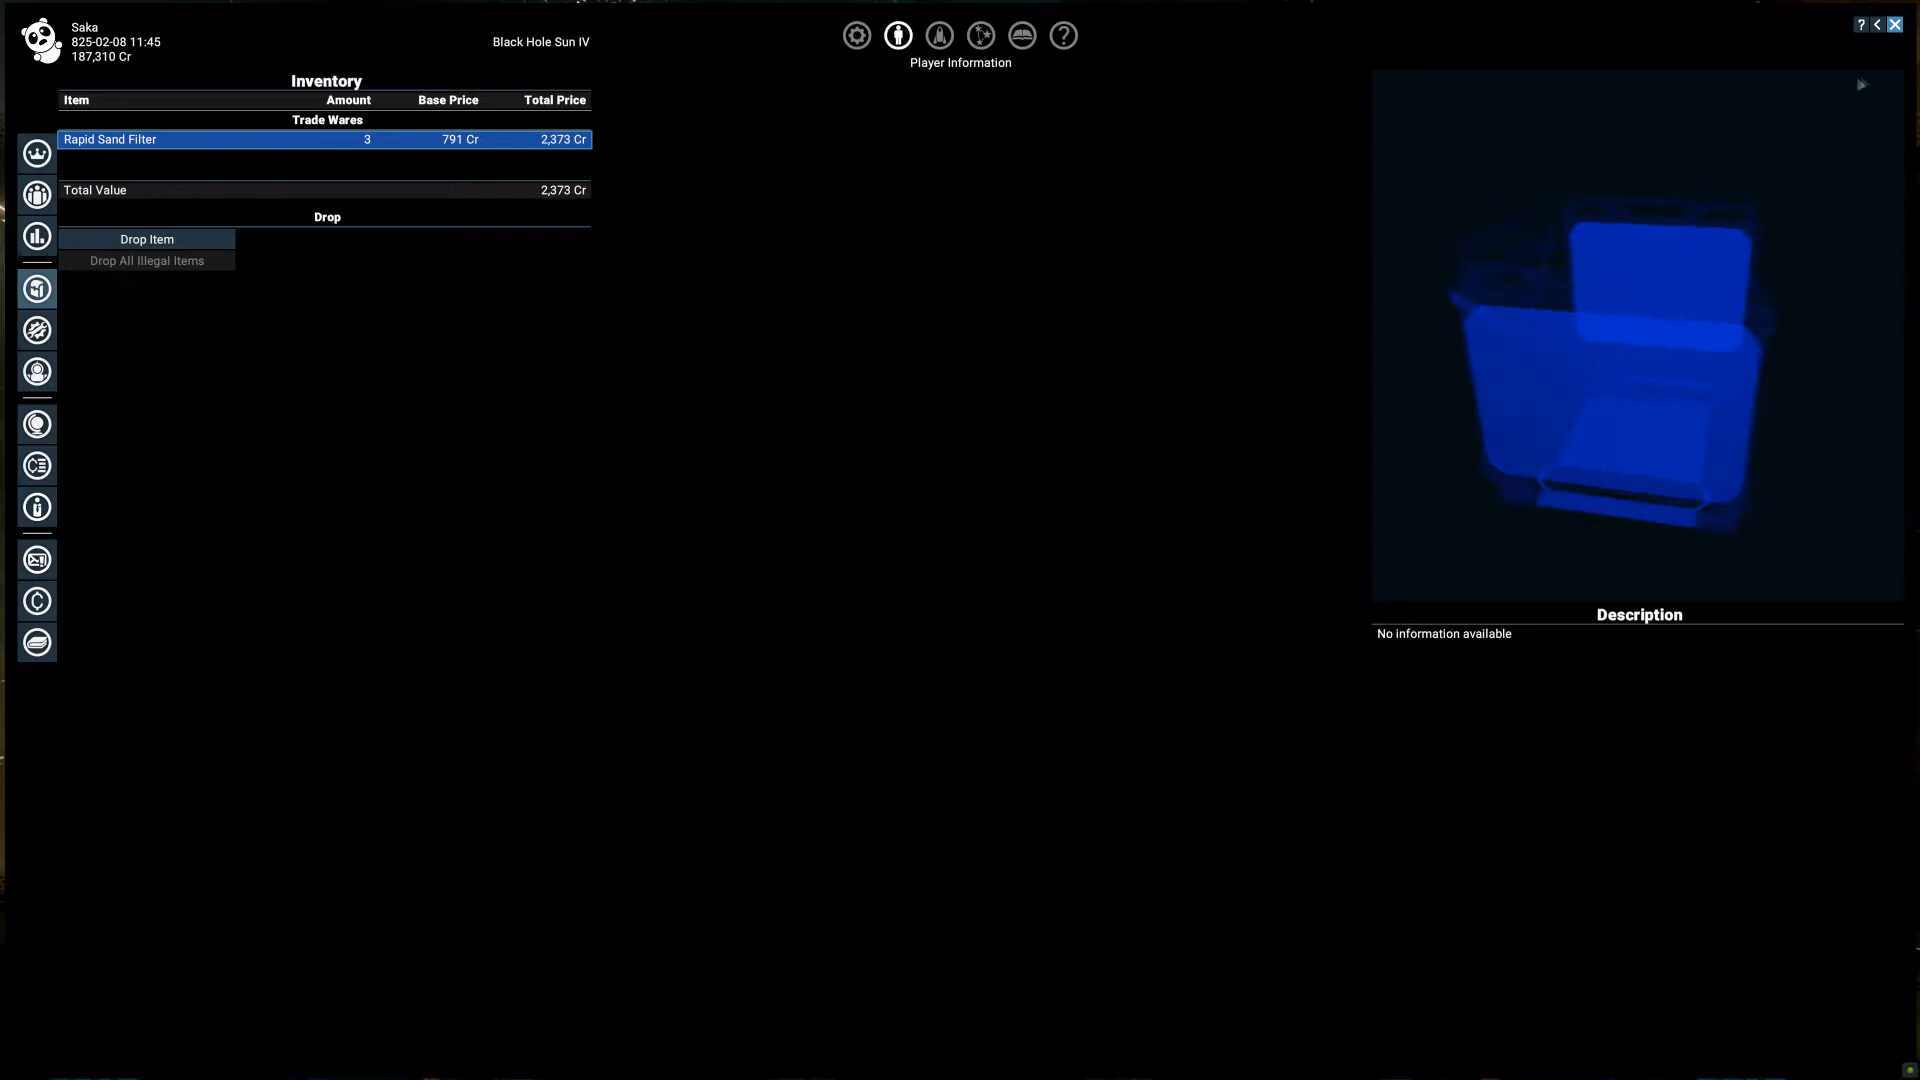 Saka
825-02-08 11:45
187,310 Cr
Black Hole Sun IV
Player Information
? <
Inventory
Item Amount Base Price Total Price
Trade Wares
Rapid Sand Filter 3 791 Cr 2,373 Cr
Total Value 2,373 Cr
Drop
Drop Item
Drop All Illegal Items
Description
No information available